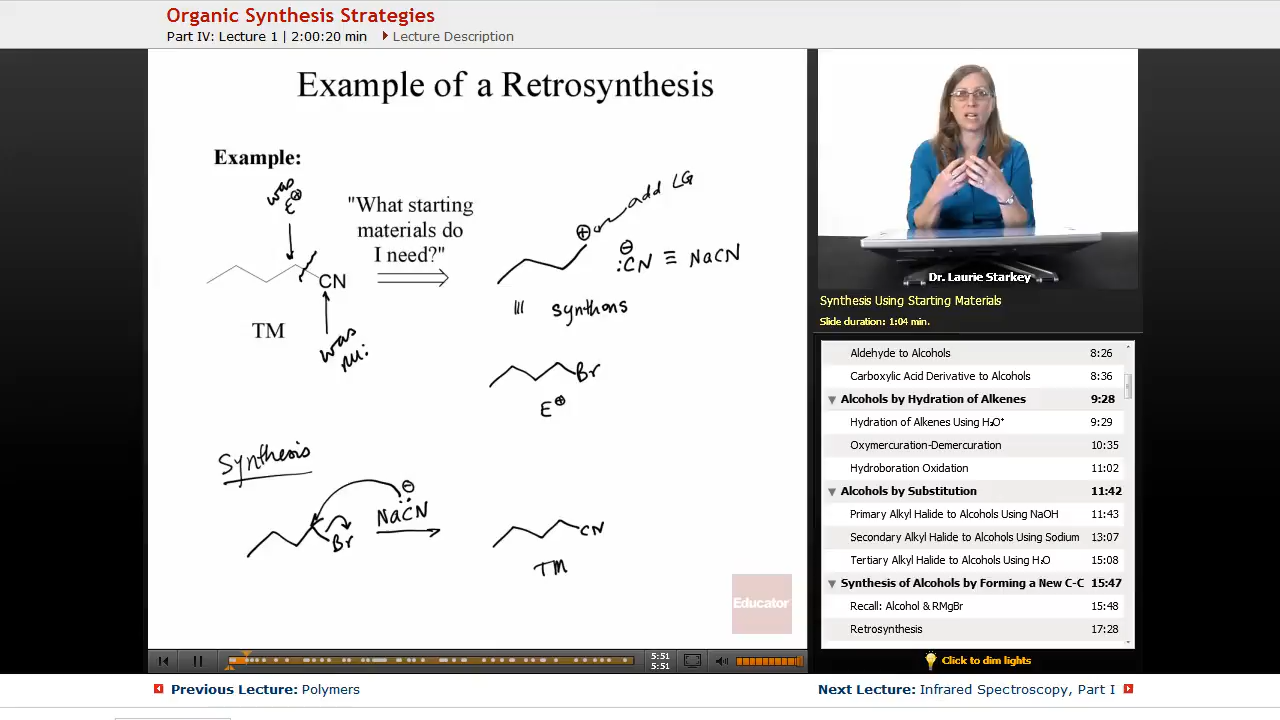 Organic Synthesis Strategies
Part IV: Lecture 1 | 2:00:20 min
Lecture Description
Example of a Retrosynthesis
Example:
was
E⊕
"What starting
materials do
I need?"
CN
TM
was
nu:
add LG
⊕
⊖
:CN ≡ NaCN
||| synthons
Br
E⊕
Synthesis
⊖
NaCN
Br
CN
TM
Educator
Dr. Laurie Starkey
Synthesis Using Starting Materials
Slide duration: 1:04 min.
Aldehyde to Alcohols 8:26
Carboxylic Acid Derivative to Alcohols 8:36
Alcohols by Hydration of Alkenes 9:28
Hydration of Alkenes Using H₃O⁺ 9:29
Oxymercuration-Demercuration 10:35
Hydroboration Oxidation 11:02
Alcohols by Substitution 11:42
Primary Alkyl Halide to Alcohols Using NaOH 11:43
Secondary Alkyl Halide to Alcohols Using Sodium 13:07
Tertiary Alkyl Halide to Alcohols Using H₂O 15:08
Synthesis of Alcohols by Forming a New C-C 15:47
Recall: Alcohol & RMgBr 15:48
Retrosynthesis 17:28
5:51
5:51
Click to dim lights
Previous Lecture: Polymers
Next Lecture: Infrared Spectroscopy, Part I